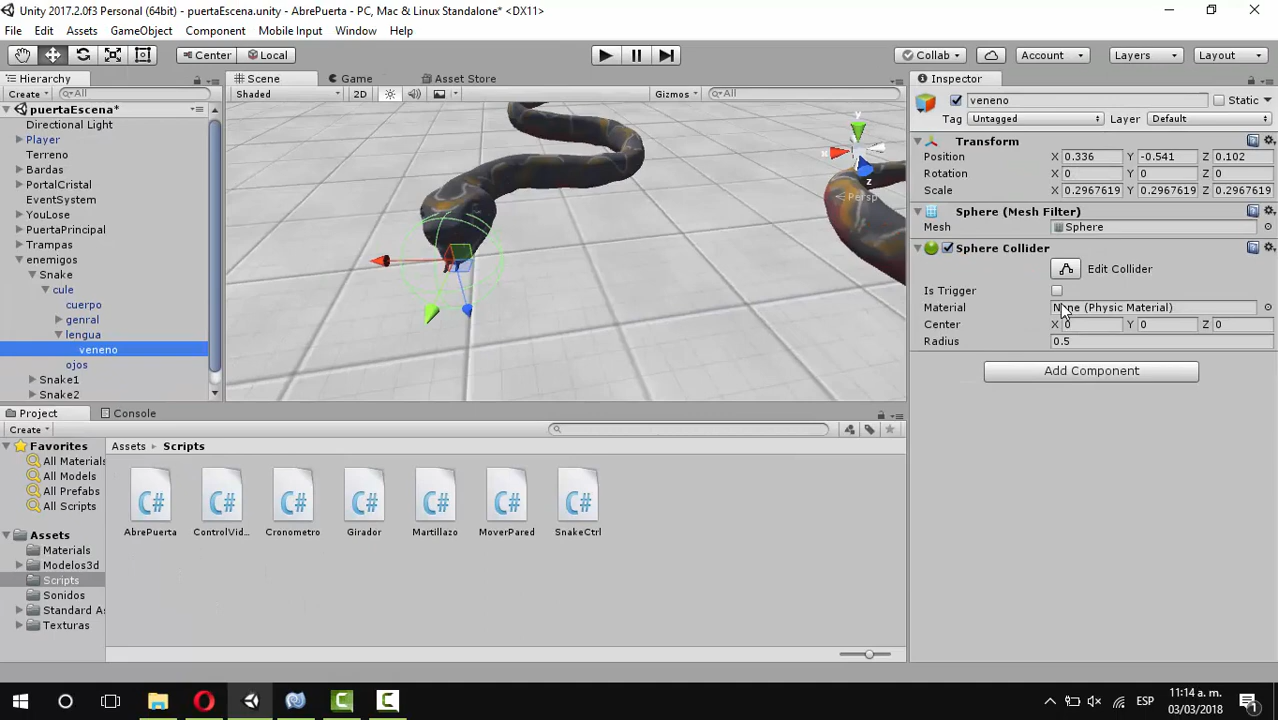 Unity 2017.2.0f3 Personal (64bit) - puertaEscena.unity - AbrePuerta - PC, Mac & Linux Standalone* <DX11>
File Edit Assets GameObject Component Mobile Input Window Help
Center Local Collab Account Layers Layout
Hierarchy Scene Game Asset Store Inspector
Create All Shaded 2D Gizmos All
veneno Static
Tag Untagged Layer Default
puertaEscena*
Directional Light
Player
Terreno
Bardas
PortalCristal
EventSystem
YouLose
PuertaPrincipal
Trampas
enemigos
Snake
cule
cuerpo
genral
lengua
veneno
ojos
Snake1
Snake2
y
x
z
Persp
Transform
Position X 0.336 Y -0.541 Z 0.102
Rotation X 0 Y 0 Z 0
Scale X 0.2967619 Y 0.2967619 Z 0.2967619
Sphere (Mesh Filter)
Mesh Sphere
Sphere Collider
Edit Collider
Is Trigger
Material None (Physic Material)
Center X 0 Y 0 Z 0
Radius 0.5
Add Component
Project Console
Create
Favorites
All Materials
All Models
All Prefabs
All Scripts
Assets
Materials
Modelos3d
Scripts
Sonidos
Standard As
Texturas
Assets Scripts
C# C# C# C# C# C# C#
AbrePuerta ControlVid... Cronometro Girador Martillazo MoverPared SnakeCtrl
ESP
11:14 a. m.
03/03/2018
1